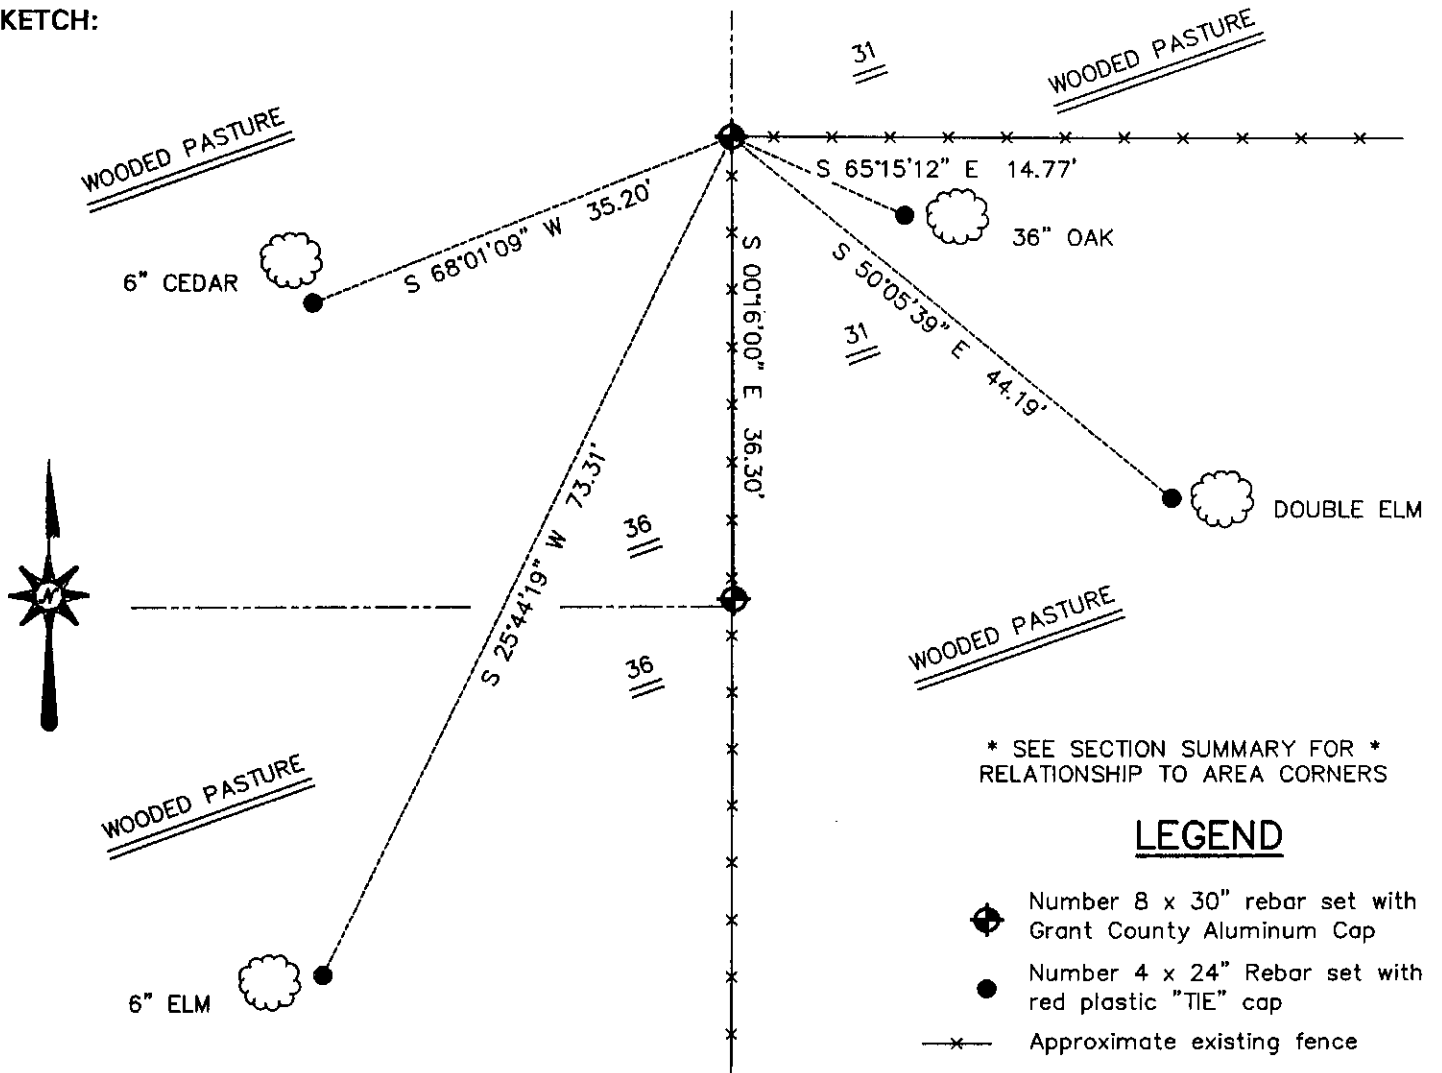 KETCH:
31
WOODED PASTURE
WOODED PASTURE
S 65°15'12" E 14.77'
S 68°01'09" W 35.20'
36" OAK
6" CEDAR
S 00°16'00" E 36.30'
S 50°05'39" E 44.19'
31
S 25°44'19" W 73.31'
DOUBLE ELM
36
N
WOODED PASTURE
36
* SEE SECTION SUMMARY FOR *
RELATIONSHIP TO AREA CORNERS
WOODED PASTURE
LEGEND
Number 8 x 30" rebar set with
Grant County Aluminum Cap
6" ELM
Number 4 x 24" Rebar set with
red plastic "TIE" cap
Approximate existing fence